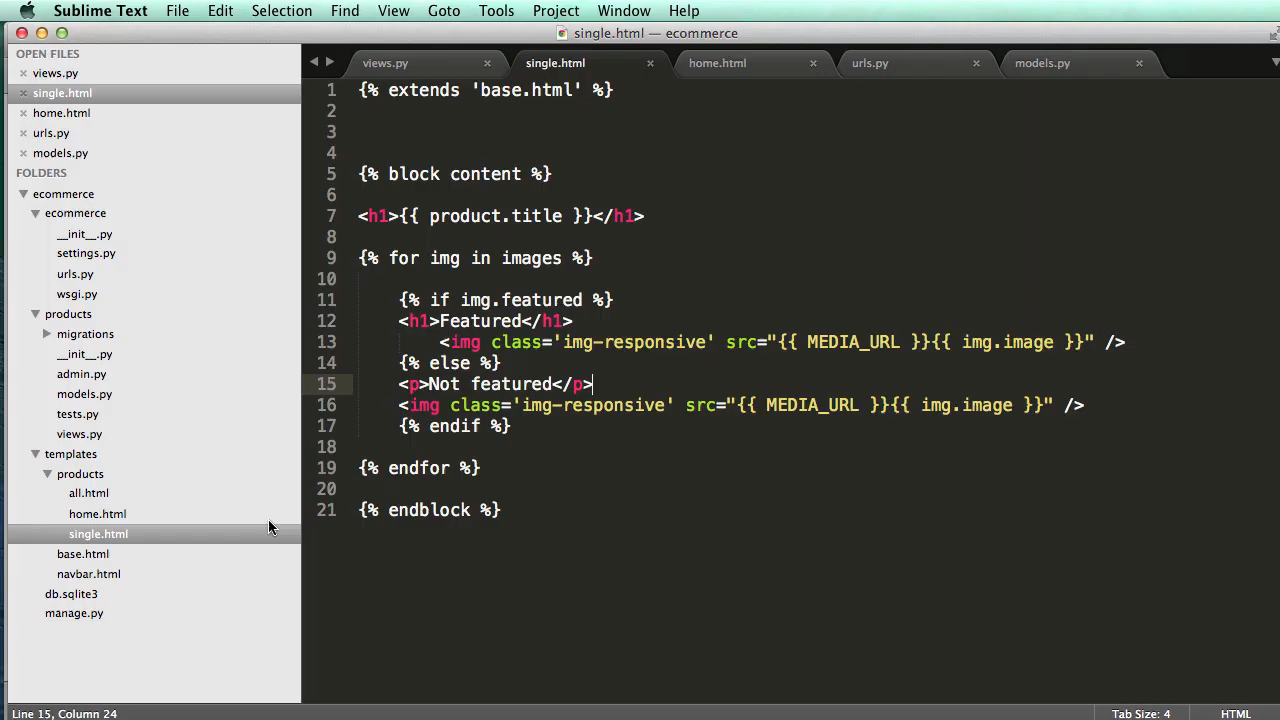 Sublime Text File Edit Selection Find View Goto Tools Project Window Help
single.html — ecommerce
OPEN FILES
views.py
single.html
home.html
urls.py
models.py
FOLDERS
ecommerce
ecommerce
__init__.py
settings.py
urls.py
wsgi.py
products
migrations
__init__.py
admin.py
models.py
tests.py
views.py
templates
products
all.html
home.html
single.html
base.html
navbar.html
db.sqlite3
manage.py
views.py single.html home.html urls.py models.py
1 {% extends 'base.html' %}
2
3
4
5 {% block content %}
6
7 <h1>{{ product.title }}</h1>
8
9 {% for img in images %}
10
11 {% if img.featured %}
12 <h1>Featured</h1>
13 <img class='img-responsive' src="{{ MEDIA_URL }}{{ img.image }}" />
14 {% else %}
15 <p>Not featured</p>
16 <img class='img-responsive' src="{{ MEDIA_URL }}{{ img.image }}" />
17 {% endif %}
18
19 {% endfor %}
20
21 {% endblock %}
Line 15, Column 24 Tab Size: 4 HTML